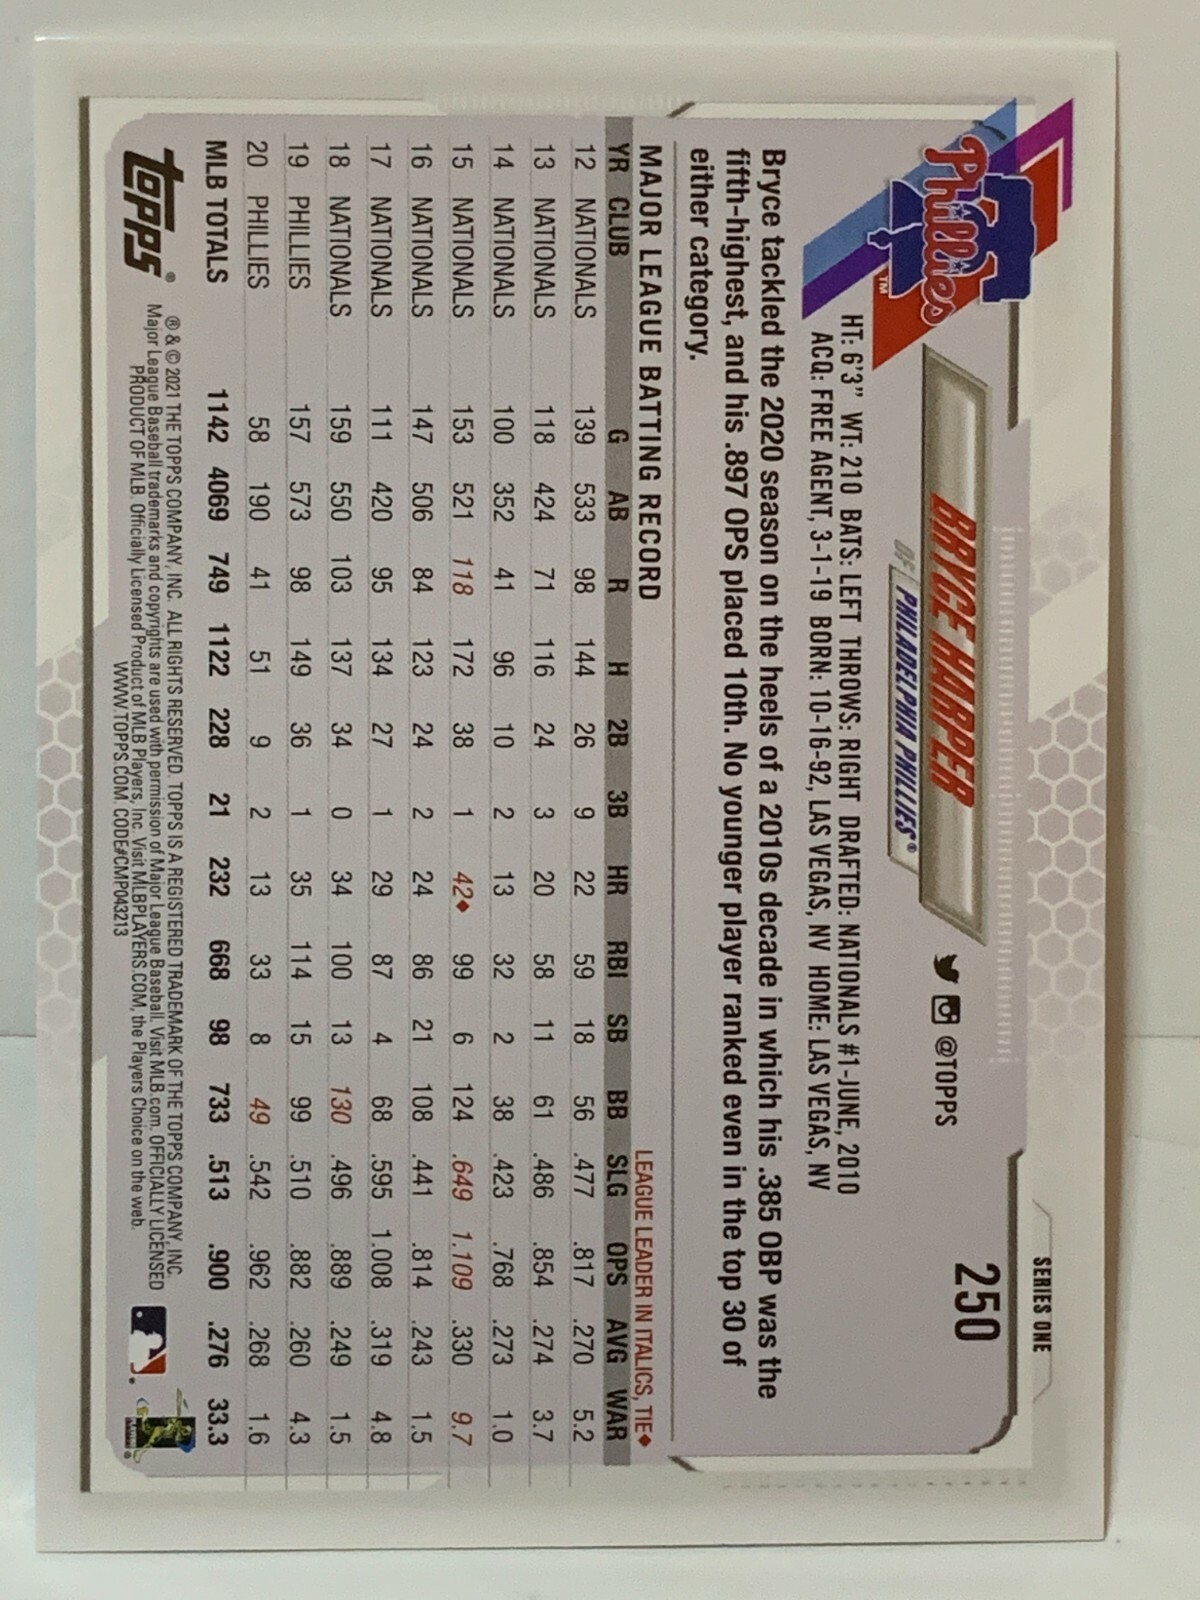 SERIES ONE
250
Phillies
TM
BRYCE HARPER
OF PHILADELPHIA PHILLIES®
@TOPPS
HT: 6'3" WT: 210 BATS: LEFT THROWS: RIGHT DRAFTED: NATIONALS #1-JUNE, 2010
ACQ: FREE AGENT, 3-1-19 BORN: 10-16-92, LAS VEGAS, NV HOME: LAS VEGAS, NV
Bryce tackled the 2020 season on the heels of a 2010s decade in which his .385 OBP was the
fifth-highest, and his .897 OPS placed 10th. No younger player ranked even in the top 30 of
either category.
MAJOR LEAGUE BATTING RECORD LEAGUE LEADER IN ITALICS, TIE♦
YR CLUB G AB R H 2B 3B HR RBI SB BB SLG OPS AVG WAR
12 NATIONALS 139 533 98 144 26 9 22 59 18 56 .477 .817 .270 5.2
13 NATIONALS 118 424 71 116 24 3 20 58 11 61 .486 .854 .274 3.7
14 NATIONALS 100 352 41 96 10 2 13 32 2 38 .423 .768 .273 1.0
15 NATIONALS 153 521 118 172 38 1 42♦ 99 6 124 .649 1.109 .330 9.7
16 NATIONALS 147 506 84 123 24 2 24 86 21 108 .441 .814 .243 1.5
17 NATIONALS 111 420 95 134 27 1 29 87 4 68 .595 1.008 .319 4.8
18 NATIONALS 159 550 103 137 34 0 34 100 13 130 .496 .889 .249 1.5
19 PHILLIES 157 573 98 149 36 1 35 114 15 99 .510 .882 .260 4.3
20 PHILLIES 58 190 41 51 9 2 13 33 8 49 .542 .962 .268 1.6
MLB TOTALS 1142 4069 749 1122 228 21 232 668 98 733 .513 .900 .276 33.3
topps®
® & © 2021 THE TOPPS COMPANY, INC. ALL RIGHTS RESERVED. TOPPS IS A REGISTERED TRADEMARK OF THE TOPPS COMPANY, INC.
Major League Baseball trademarks and copyrights are used with permission of Major League Baseball. Visit MLB.com. OFFICIALLY LICENSED
PRODUCT OF MLB. Officially Licensed Product of MLB Players, Inc. Visit MLBPLAYERS.COM, the Players Choice on the web.
WWW.TOPPS.COM. CODE#CMP043213